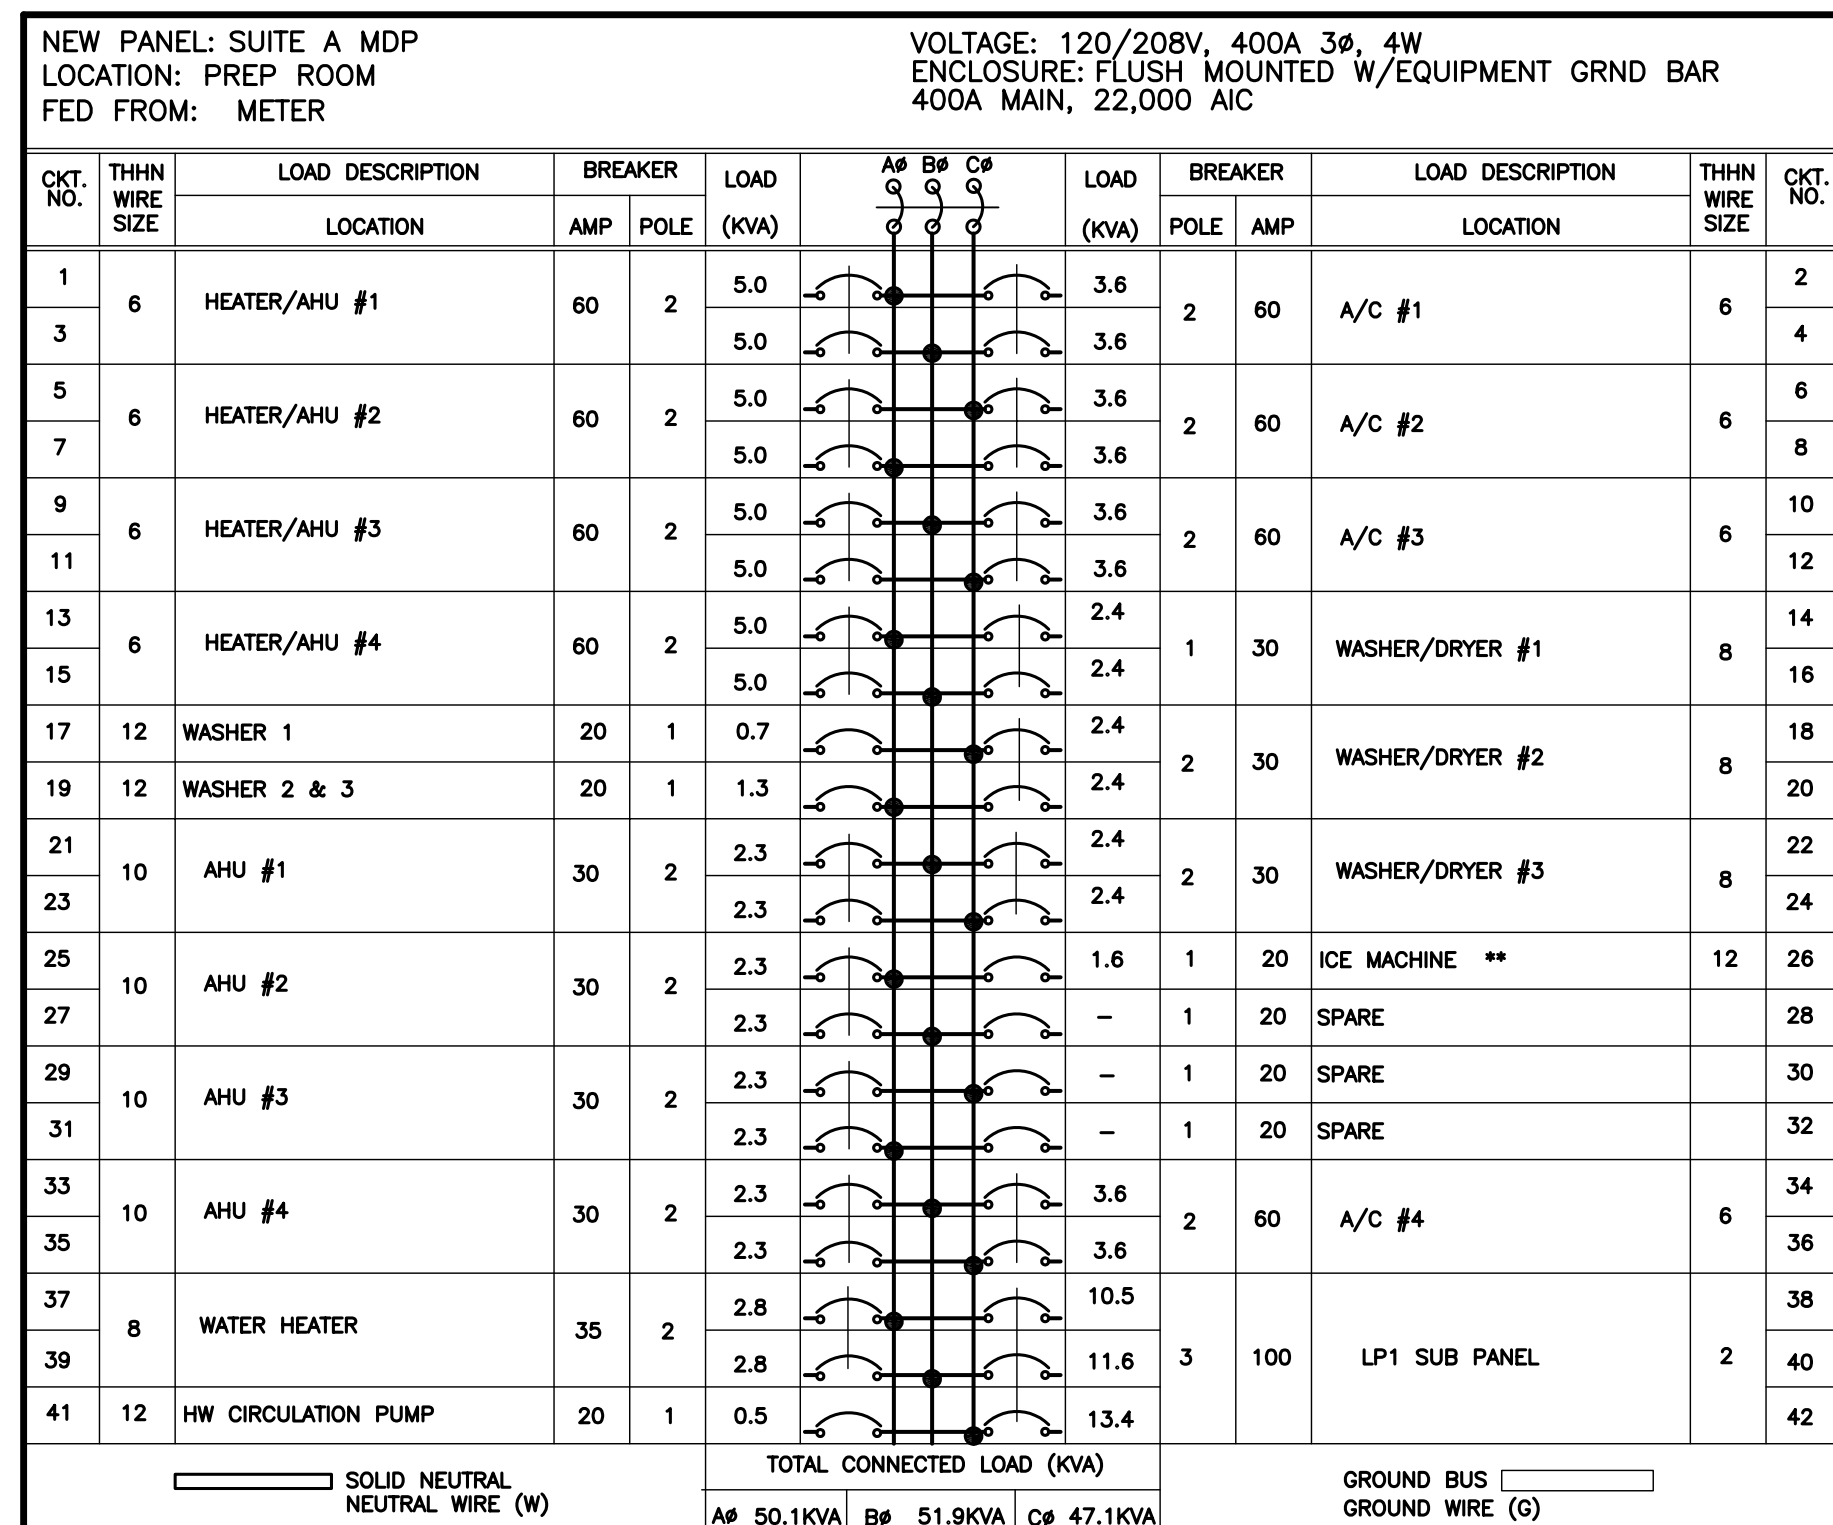 NEW PANEL: SUITE A MDP
LOCATION: PREP ROOM
FED FROM: METER
VOLTAGE: 120/208V, 400A 3ø, 4W
ENCLOSURE: FLUSH MOUNTED W/EQUIPMENT GRND BAR
400A MAIN, 22,000 AIC
CKT. NO. THHN WIRE SIZE LOAD DESCRIPTION LOCATION BREAKER AMP POLE LOAD (KVA) Aø Bø Cø LOAD (KVA) BREAKER POLE AMP LOAD DESCRIPTION LOCATION THHN WIRE SIZE CKT. NO.
1 6 HEATER/AHU #1 60 2 5.0 3.6 2 60 A/C #1 6 2
3 5.0 3.6 4
5 6 HEATER/AHU #2 60 2 5.0 3.6 2 60 A/C #2 6 6
7 5.0 3.6 8
9 6 HEATER/AHU #3 60 2 5.0 3.6 2 60 A/C #3 6 10
11 5.0 3.6 12
13 6 HEATER/AHU #4 60 2 5.0 2.4 1 30 WASHER/DRYER #1 8 14
15 5.0 2.4 16
17 12 WASHER 1 20 1 0.7 2.4 2 30 WASHER/DRYER #2 8 18
19 12 WASHER 2 & 3 20 1 1.3 2.4 20
21 10 AHU #1 30 2 2.3 2.4 2 30 WASHER/DRYER #3 8 22
23 2.3 2.4 24
25 10 AHU #2 30 2 2.3 1.6 1 20 ICE MACHINE ** 12 26
27 2.3 – 1 20 SPARE 28
29 10 AHU #3 30 2 2.3 – 1 20 SPARE 30
31 2.3 – 1 20 SPARE 32
33 10 AHU #4 30 2 2.3 3.6 2 60 A/C #4 6 34
35 2.3 3.6 36
37 8 WATER HEATER 35 2 2.8 10.5 3 100 LP1 SUB PANEL 2 38
39 2.8 11.6 40
41 12 HW CIRCULATION PUMP 20 1 0.5 13.4 42
SOLID NEUTRAL
NEUTRAL WIRE (W)
TOTAL CONNECTED LOAD (KVA)
Aø 50.1KVA Bø 51.9KVA Cø 47.1KVA
GROUND BUS
GROUND WIRE (G)